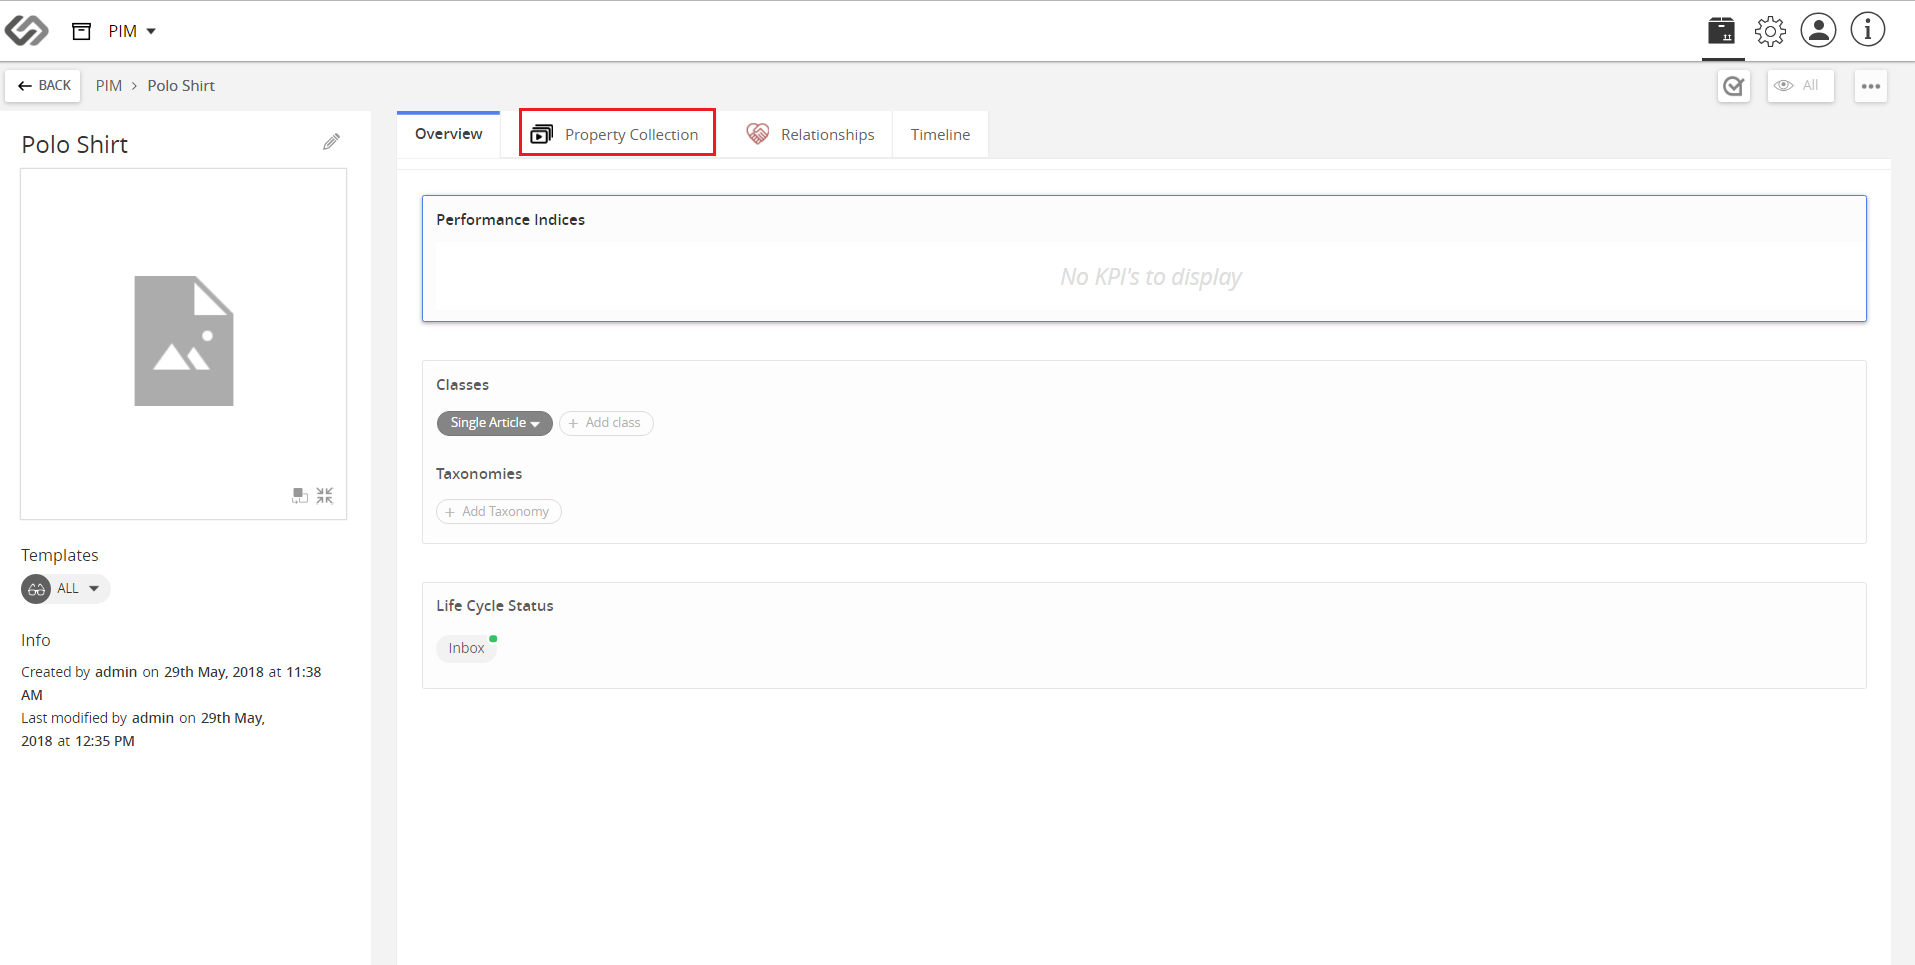 PIM
BACK
PIM > Polo Shirt
All
Polo Shirt
Overview
Property Collection
Relationships
Timeline
Performance Indices
No KPI's to display
Classes
Single Article
+ Add class
Taxonomies
+ Add Taxonomy
Life Cycle Status
Inbox
Templates
ALL
Info
Created by admin on 29th May, 2018 at 11:38
AM
Last modified by admin on 29th May,
2018 at 12:35 PM